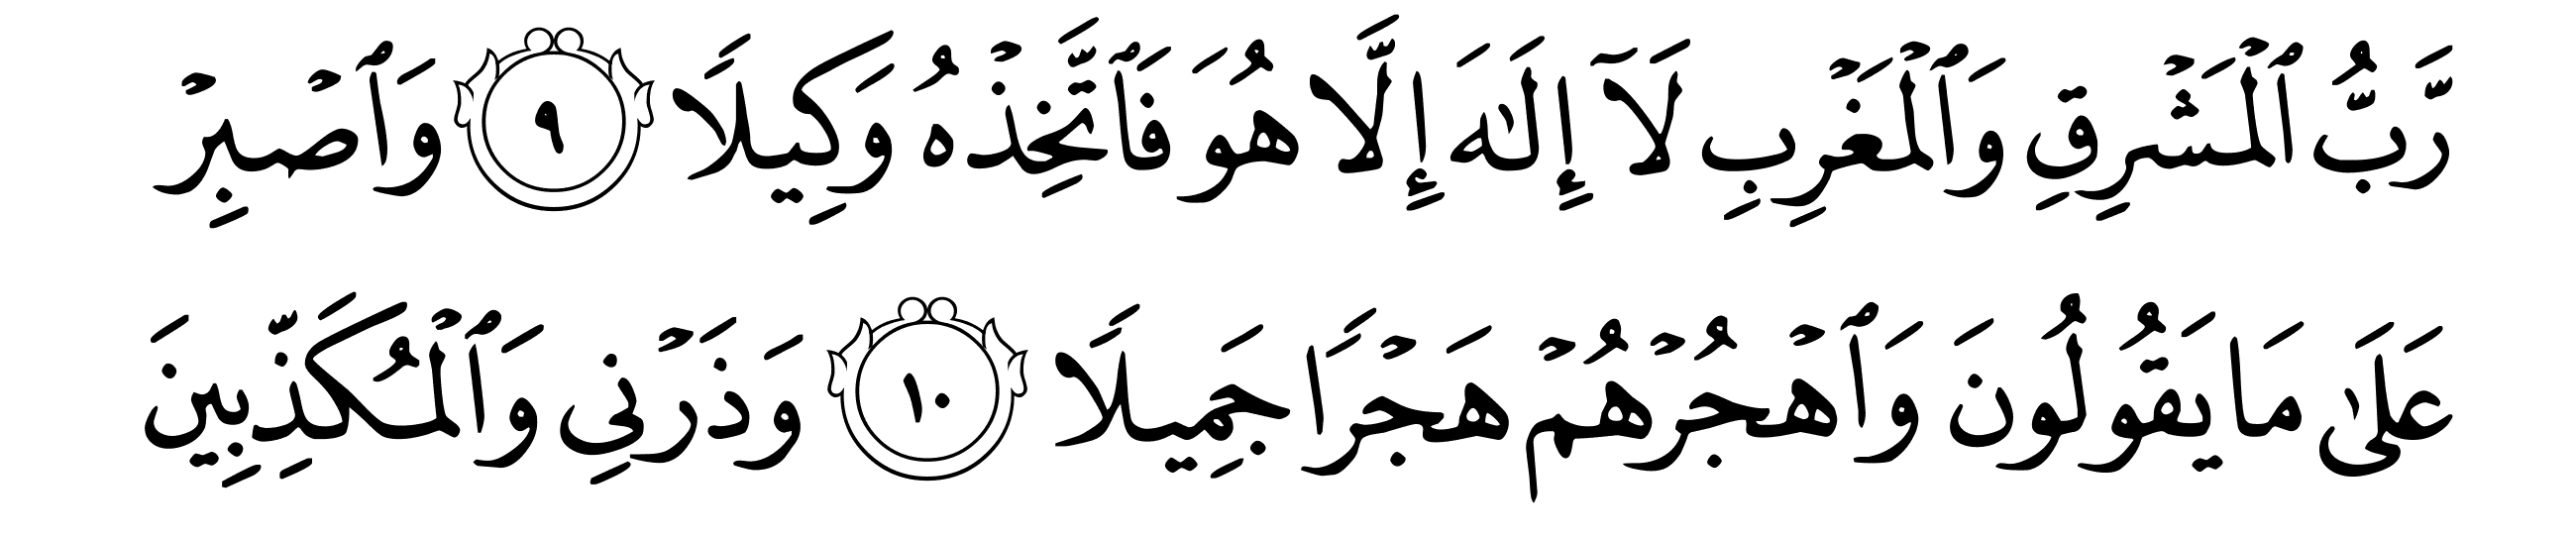 رَّبُّ ٱلْمَشْرِقِ وَٱلْمَغْرِبِ لَآ إِلَٰهَ إِلَّا هُوَ فَٱتَّخِذْهُ وَكِيلًا ٩ وَٱصْبِرْ
عَلَىٰ مَا يَقُولُونَ وَٱهْجُرْهُمْ هَجْرًا جَمِيلًا ١٠ وَذَرْنِى وَٱلْمُكَذِّبِينَ